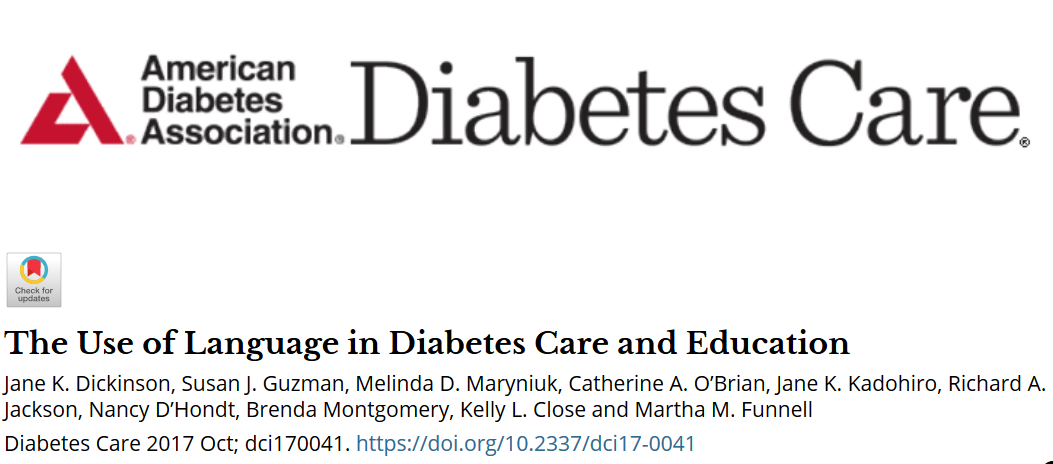 American
Diabetes
Association®
Diabetes Care®
Check for
updates
The Use of Language in Diabetes Care and Education
Jane K. Dickinson, Susan J. Guzman, Melinda D. Maryniuk, Catherine A. O’Brian, Jane K. Kadohiro, Richard A.
Jackson, Nancy D’Hondt, Brenda Montgomery, Kelly L. Close and Martha M. Funnell
Diabetes Care 2017 Oct; dci170041. https://doi.org/10.2337/dci17-0041